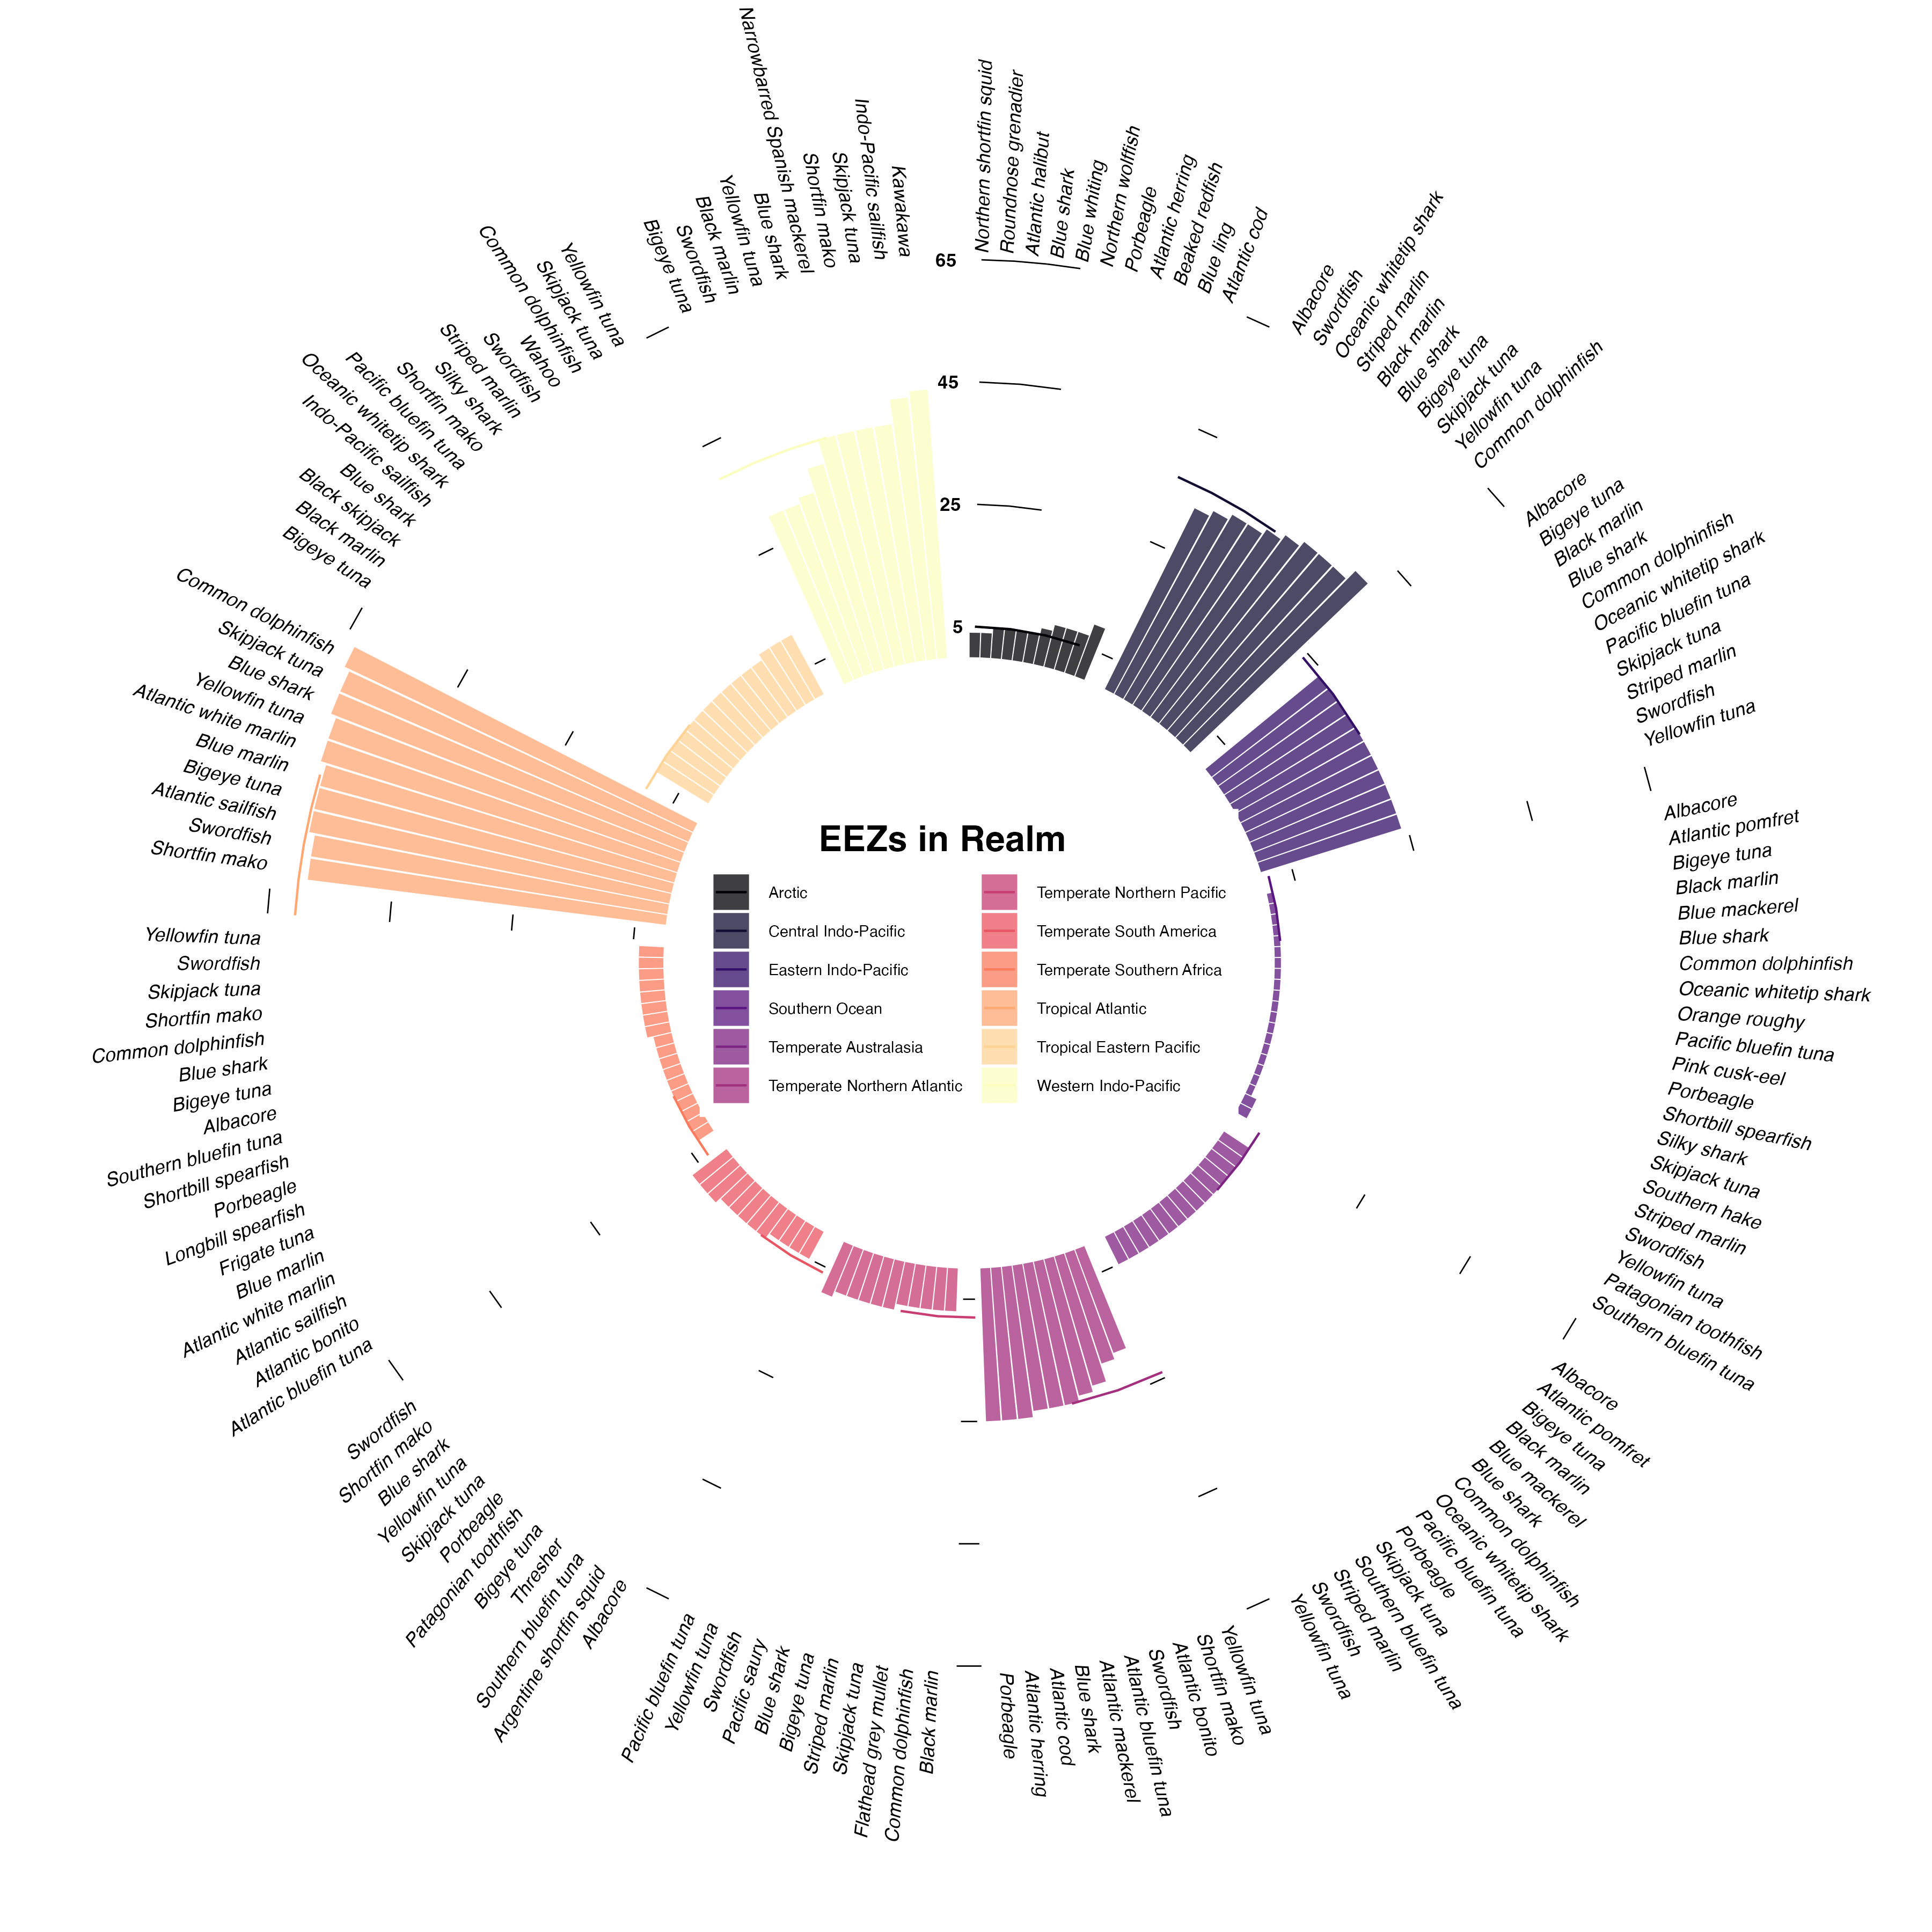 Northern shortfin squid
Roundnose grenadier
Atlantic halibut
Blue shark
Blue whiting
Northern wolffish
Porbeagle
Atlantic herring
Beaked redfish
Blue ling
Atlantic cod
Albacore
Swordfish
Oceanic whitetip shark
Striped marlin
Black marlin
Blue shark
Bigeye tuna
Skipjack tuna
Yellowfin tuna
Common dolphinfish
Albacore
Bigeye tuna
Black marlin
Blue shark
Common dolphinfish
Oceanic whitetip shark
Pacific bluefin tuna
Skipjack tuna
Striped marlin
Swordfish
Yellowfin tuna
Albacore
Atlantic pomfret
Bigeye tuna
Black marlin
Blue mackerel
Blue shark
Common dolphinfish
Oceanic whitetip shark
Orange roughy
Pacific bluefin tuna
Pink cusk-eel
Porbeagle
Shortbill spearfish
Silky shark
Skipjack tuna
Southern hake
Striped marlin
Swordfish
Yellowfin tuna
Patagonian toothfish
Southern bluefin tuna
Albacore
Atlantic pomfret
Bigeye tuna
Black marlin
Blue mackerel
Blue shark
Common dolphinfish
Oceanic whitetip shark
Pacific bluefin tuna
Porbeagle
Skipjack tuna
Southern bluefin tuna
Striped marlin
Swordfish
Yellowfin tuna
Yellowfin tuna
Shortfin mako
Atlantic bonito
Swordfish
Atlantic bluefin tuna
Atlantic mackerel
Blue shark
Atlantic cod
Atlantic herring
Porbeagle
Black marlin
Common dolphinfish
Flathead grey mullet
Skipjack tuna
Striped marlin
Bigeye tuna
Blue shark
Pacific saury
Swordfish
Yellowfin tuna
Pacific bluefin tuna
Albacore
Argentine shortfin squid
Southern bluefin tuna
Thresher
Bigeye tuna
Patagonian toothfish
Porbeagle
Skipjack tuna
Yellowfin tuna
Blue shark
Shortfin mako
Swordfish
Atlantic bluefin tuna
Atlantic bonito
Atlantic sailfish
Atlantic white marlin
Blue marlin
Frigate tuna
Longbill spearfish
Porbeagle
Shortbill spearfish
Southern bluefin tuna
Albacore
Bigeye tuna
Blue shark
Common dolphinfish
Shortfin mako
Skipjack tuna
Swordfish
Yellowfin tuna
Shortfin mako
Swordfish
Atlantic sailfish
Bigeye tuna
Blue marlin
Atlantic white marlin
Yellowfin tuna
Blue shark
Skipjack tuna
Common dolphinfish
Bigeye tuna
Black marlin
Black skipjack
Blue shark
Indo-Pacific sailfish
Oceanic whitetip shark
Pacific bluefin tuna
Shortfin mako
Silky shark
Striped marlin
Swordfish
Wahoo
Common dolphinfish
Skipjack tuna
Yellowfin tuna
Bigeye tuna
Swordfish
Black marlin
Yellowfin tuna
Blue shark
Narrowbarred Spanish mackerel
Shortfin mako
Skipjack tuna
Indo-Pacific sailfish
Kawakawa
65
45
25
5
EEZs in Realm
Arctic
Central Indo-Pacific
Eastern Indo-Pacific
Southern Ocean
Temperate Australasia
Temperate Northern Atlantic
Temperate Northern Pacific
Temperate South America
Temperate Southern Africa
Tropical Atlantic
Tropical Eastern Pacific
Western Indo-Pacific